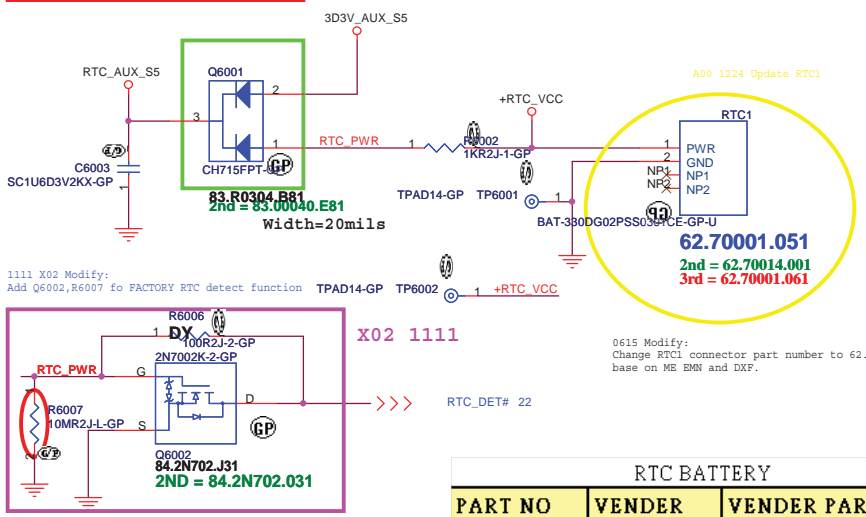 3D3V_AUX_S5
RTC_AUX_S5
Q6001
2
3
1
RTC_PWR
1
GP
CH715FPT-
83.R0304.B81
2nd = 83.00040.E81
Width=20mils
C6003
SC1U6D3V2KX-GP
1
+RTC_VCC
1KR2J-1-GP
A00 1224 Update RTC1
RTC1
1
PWR
2
GND
NP1
NP1
NP2
NP2
TPAD14-GP
TP6001
1
62.70001.051
2nd = 62.70014.001
3rd = 62.70001.061
1111 X02 Modify:
Add Q6002,R6007 fo FACTORY RTC detect function
TPAD14-GP
TP6002
1
+RTC_VCC
R6006
1
DY
100R2J-2-GP
X02 1111
2N7002K-2-GP
RTC_PWR
G
D
S
RTC_DET# 22
R6007
10MR2J-L-GP
GP
Q6002
84.2N702.J31
2ND = 84.2N702.031
0615 Modify:
Change RTC1 connector part number to 62.
base on ME EMN and DXF.
RTC BATTERY
PART NO
VENDER
VENDER PAR